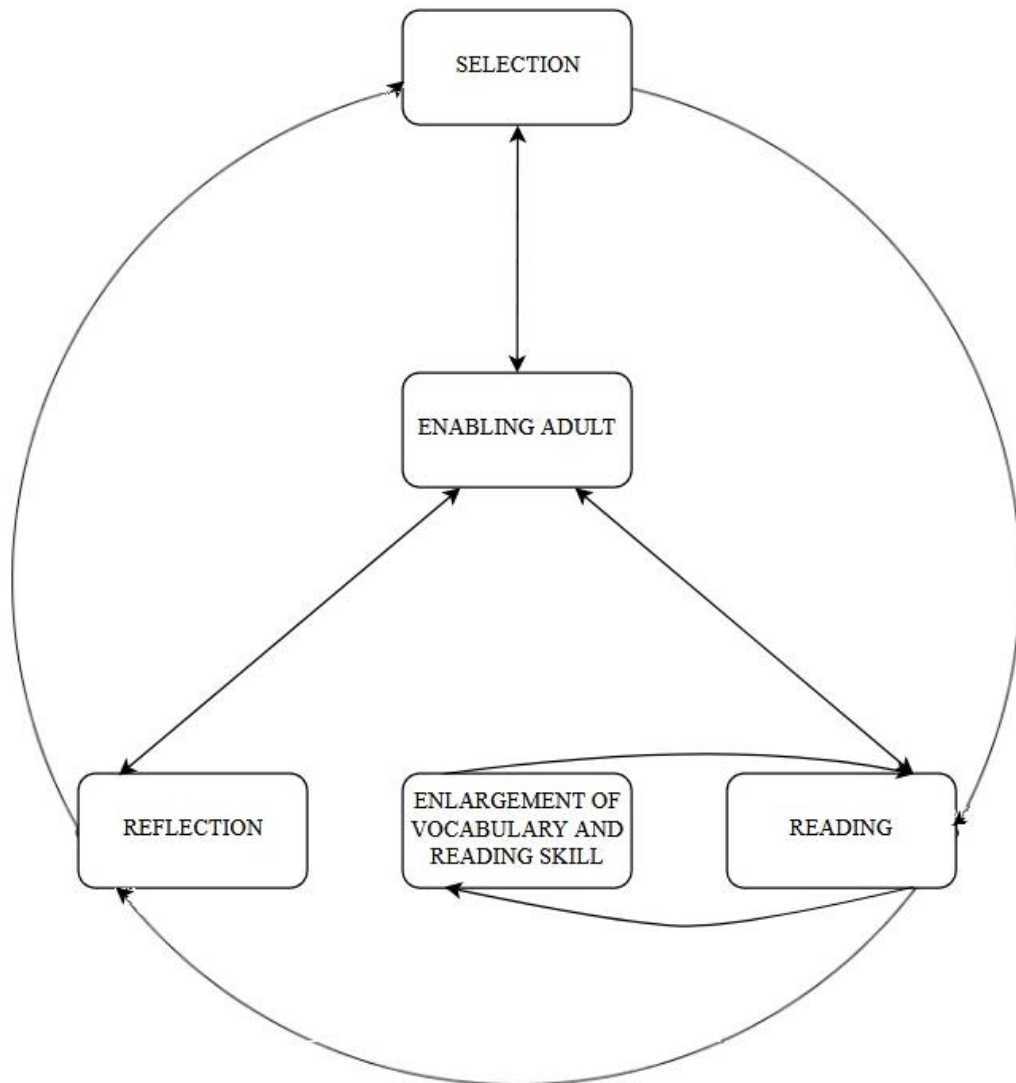 SELECTION
ENABLING ADULT
REFLECTION
ENLARGEMENT OF
VOCABULARY AND
READING SKILL
READING